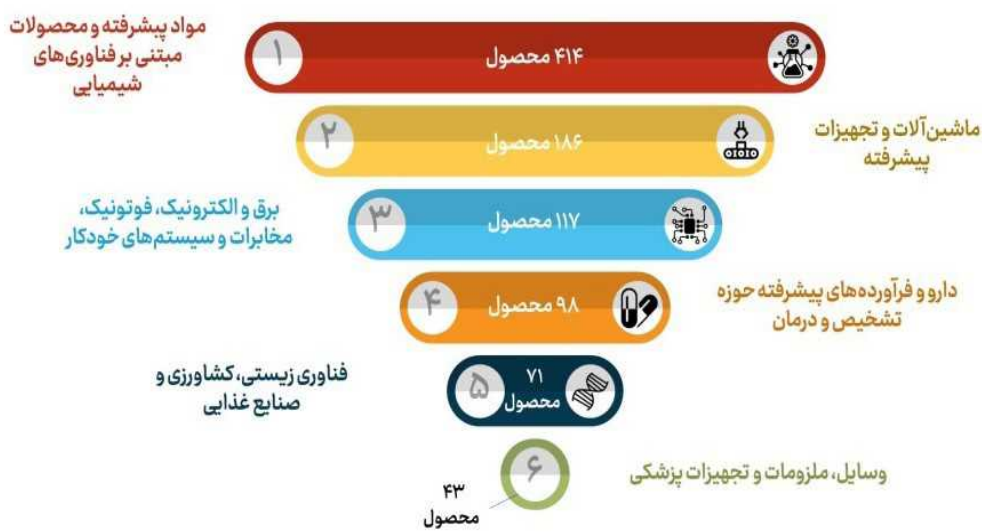 مواد پیشرفته و محصولات
مبتنی بر فناوری‌های
شیمیایی
۱
۴۱۴ محصول
ماشین‌آلات و تجهیزات
پیشرفته
۲
۱۸۶ محصول
برق و الکترونیک، فوتونیک،
مخابرات و سیستم‌های خودکار
۳
۱۱۷ محصول
دارو و فرآورده‌های پیشرفته حوزه
تشخیص و درمان
۴
۹۸ محصول
فناوری زیستی، کشاورزی و
صنایع غذایی
۵
۷۱
محصول
وسایل، ملزومات و تجهیزات پزشکی
۶
۴۳
محصول